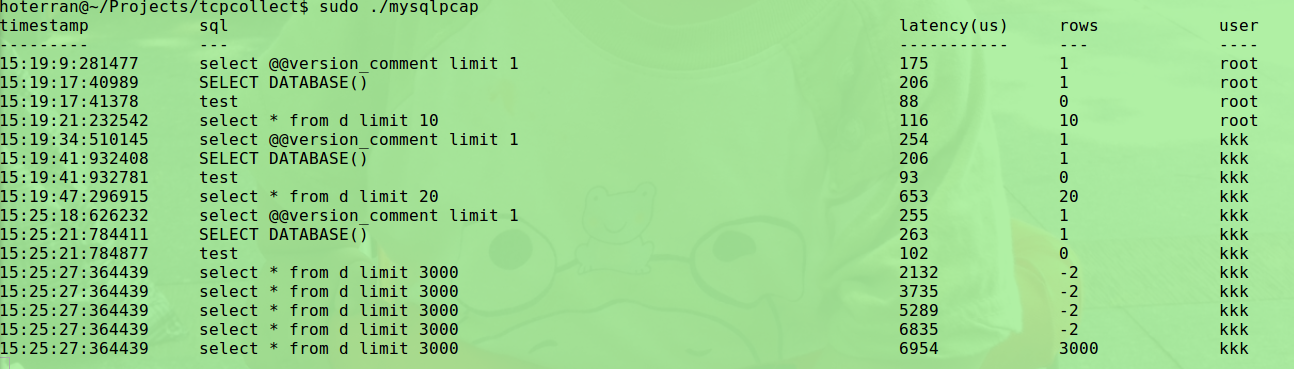 hoterran@~/Projects/tcpcollect$ sudo ./mysqlpcap
timestamp sql latency(us) rows user
--------- --- ----------- --- ----
15:19:9:281477 select @@version_comment limit 1 175 1 root
15:19:17:40989 SELECT DATABASE() 206 1 root
15:19:17:41378 test 88 0 root
15:19:21:232542 select * from d limit 10 116 10 root
15:19:34:510145 select @@version_comment limit 1 254 1 kkk
15:19:41:932408 SELECT DATABASE() 206 1 kkk
15:19:41:932781 test 93 0 kkk
15:19:47:296915 select * from d limit 20 653 20 kkk
15:25:18:626232 select @@version_comment limit 1 255 1 kkk
15:25:21:784411 SELECT DATABASE() 263 1 kkk
15:25:21:784877 test 102 0 kkk
15:25:27:364439 select * from d limit 3000 2132 -2 kkk
15:25:27:364439 select * from d limit 3000 3735 -2 kkk
15:25:27:364439 select * from d limit 3000 5289 -2 kkk
15:25:27:364439 select * from d limit 3000 6835 -2 kkk
15:25:27:364439 select * from d limit 3000 6954 3000 kkk